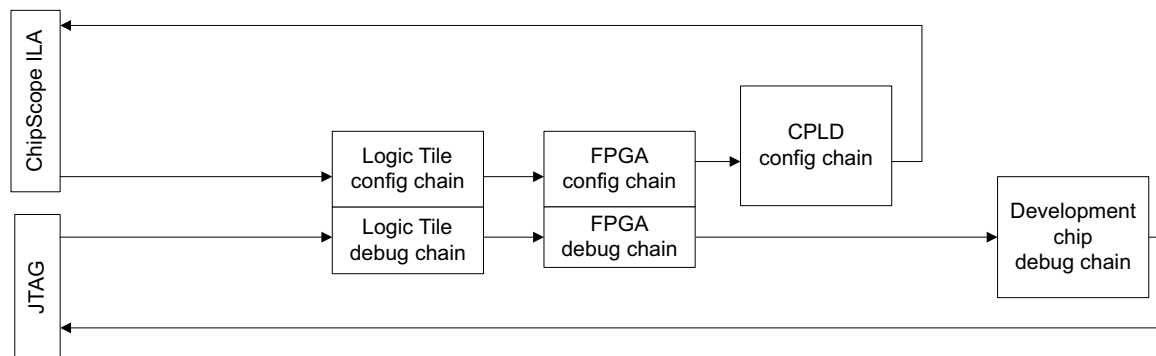 ChipScope ILA
CPLD
config chain
Logic Tile
config chain
FPGA
config chain
Logic Tile
debug chain
FPGA
debug chain
Development
chip
debug chain
JTAG